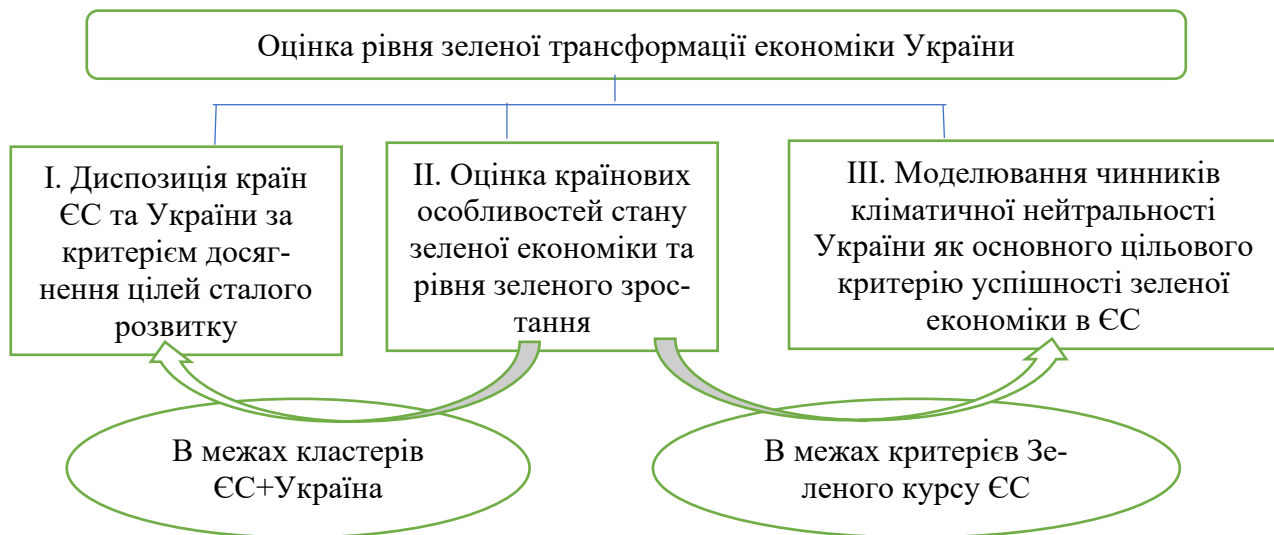 Оцінка рівня зеленої трансформації економіки України
І. Диспозиція країн
ЄС та України за
критерієм досяг-
нення цілей сталого
розвитку
ІІ. Оцінка країнових
особливостей стану
зеленої економіки та
рівня зеленого зрос-
тання
ІІІ. Моделювання чинників
кліматичної нейтральності
України як основного цільового
критерію успішності зеленої
економіки в ЄС
В межах кластерів
ЄС+Україна
В межах критеріїв Зе-
леного курсу ЄС